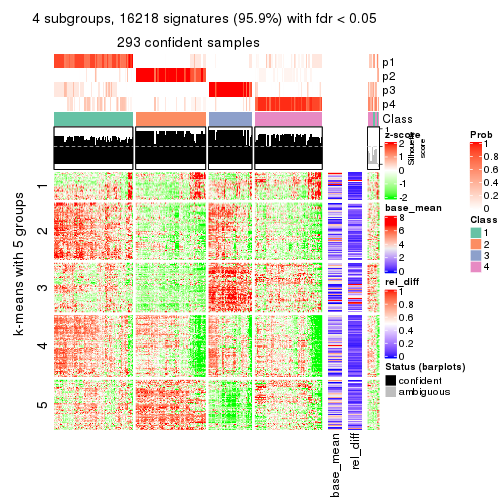 4 subgroups, 16218 signatures (95.9%) with fdr < 0.05
293 confident samples
p1
p2
p3
p4
Class
1
Silhouette
score
z-score
2
1
0
-1
-2
base_mean
8
6
4
2
0
rel_diff
1
0.8
0.6
0.4
0.2
0
Status (barplots)
confident
ambiguous
Prob
1
0.8
0.6
0.4
0.2
0
Class
1
2
3
4
k-means with 5 groups
1
2
3
4
5
base_mean
rel_diff